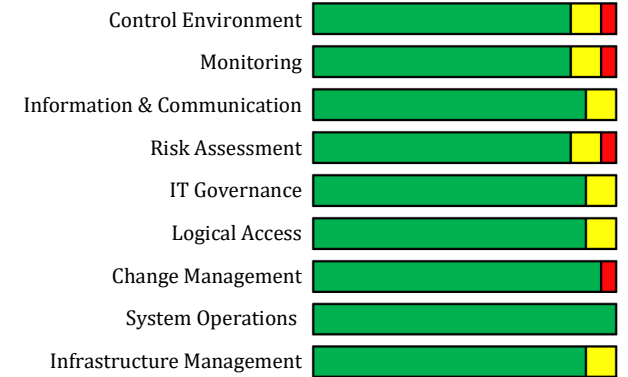 Control Environment
Monitoring
Information & Communication
Risk Assessment
IT Governance
Logical Access
Change Management
System Operations
Infrastructure Management